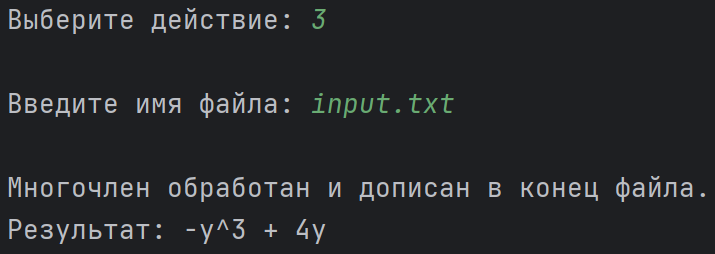 Выберите действие: 3
Введите имя файла: input.txt
Многочлен обработан и дописан в конец файла.
Результат: -y^3 + 4y